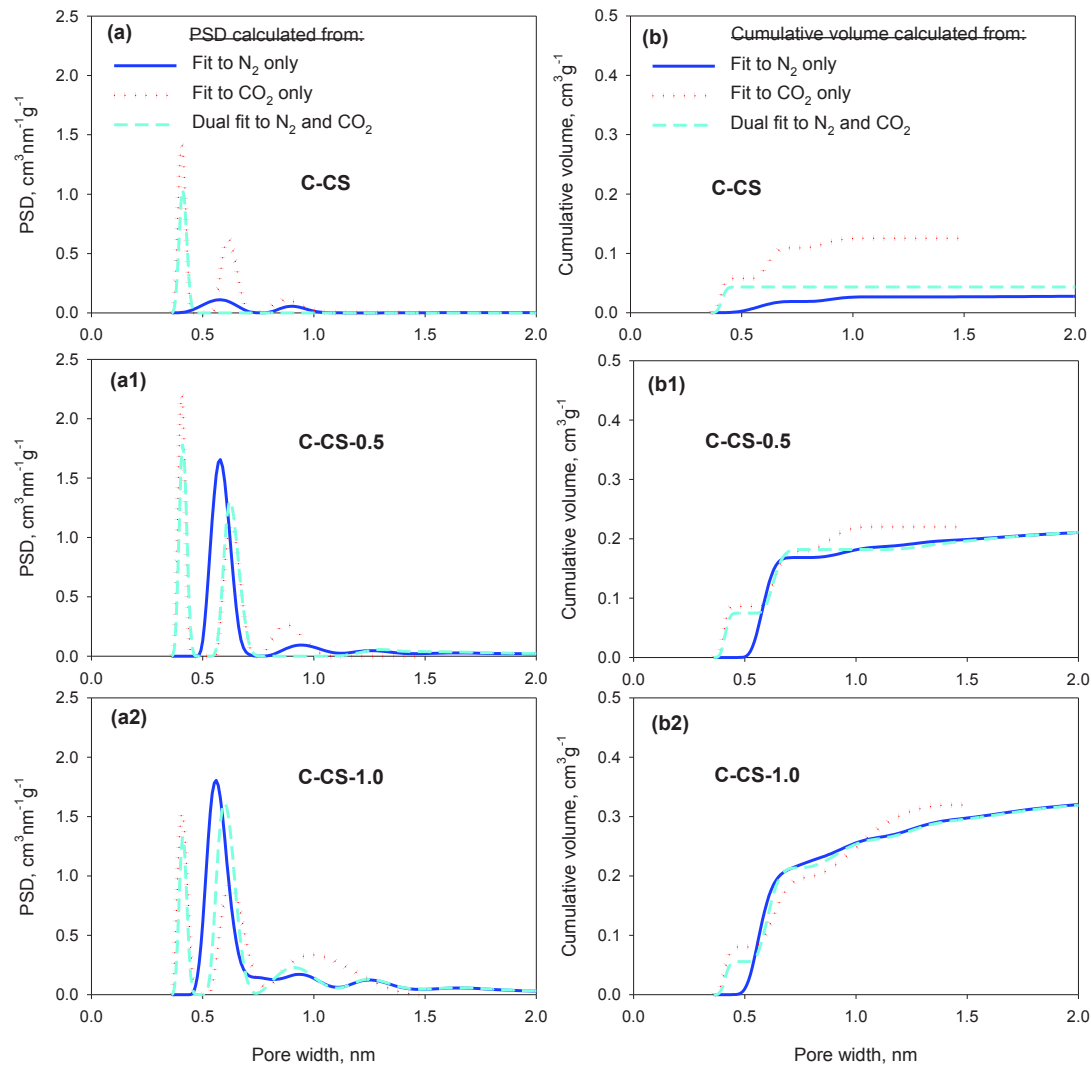 (a)
PSD calculated from:
Fit to N2 only
Fit to CO2 only
Dual fit to N2 and CO2
C-CS
PSD, cm3nm-1g-1
2.5
2.0
1.5
1.0
0.5
0.0
0.0 0.5 1.0 1.5 2.0
(b)
Cumulative volume calculated from:
Fit to N2 only
Fit to CO2 only
Dual fit to N2 and CO2
C-CS
Cumulative volume, cm3g-1
0.5
0.4
0.3
0.2
0.1
0.0
0.0 0.5 1.0 1.5 2.0
(a1)
C-CS-0.5
PSD, cm3nm-1g-1
2.5
2.0
1.5
1.0
0.5
0.0
0.0 0.5 1.0 1.5 2.0
(b1)
C-CS-0.5
Cumulative volume, cm3g-1
0.5
0.4
0.3
0.2
0.1
0.0
0.0 0.5 1.0 1.5 2.0
(a2)
C-CS-1.0
PSD, cm3nm-1g-1
2.5
2.0
1.5
1.0
0.5
0.0
0.0 0.5 1.0 1.5 2.0
Pore width, nm
(b2)
C-CS-1.0
Cumulative volume, cm3g-1
0.5
0.4
0.3
0.2
0.1
0.0
0.0 0.5 1.0 1.5 2.0
Pore width, nm